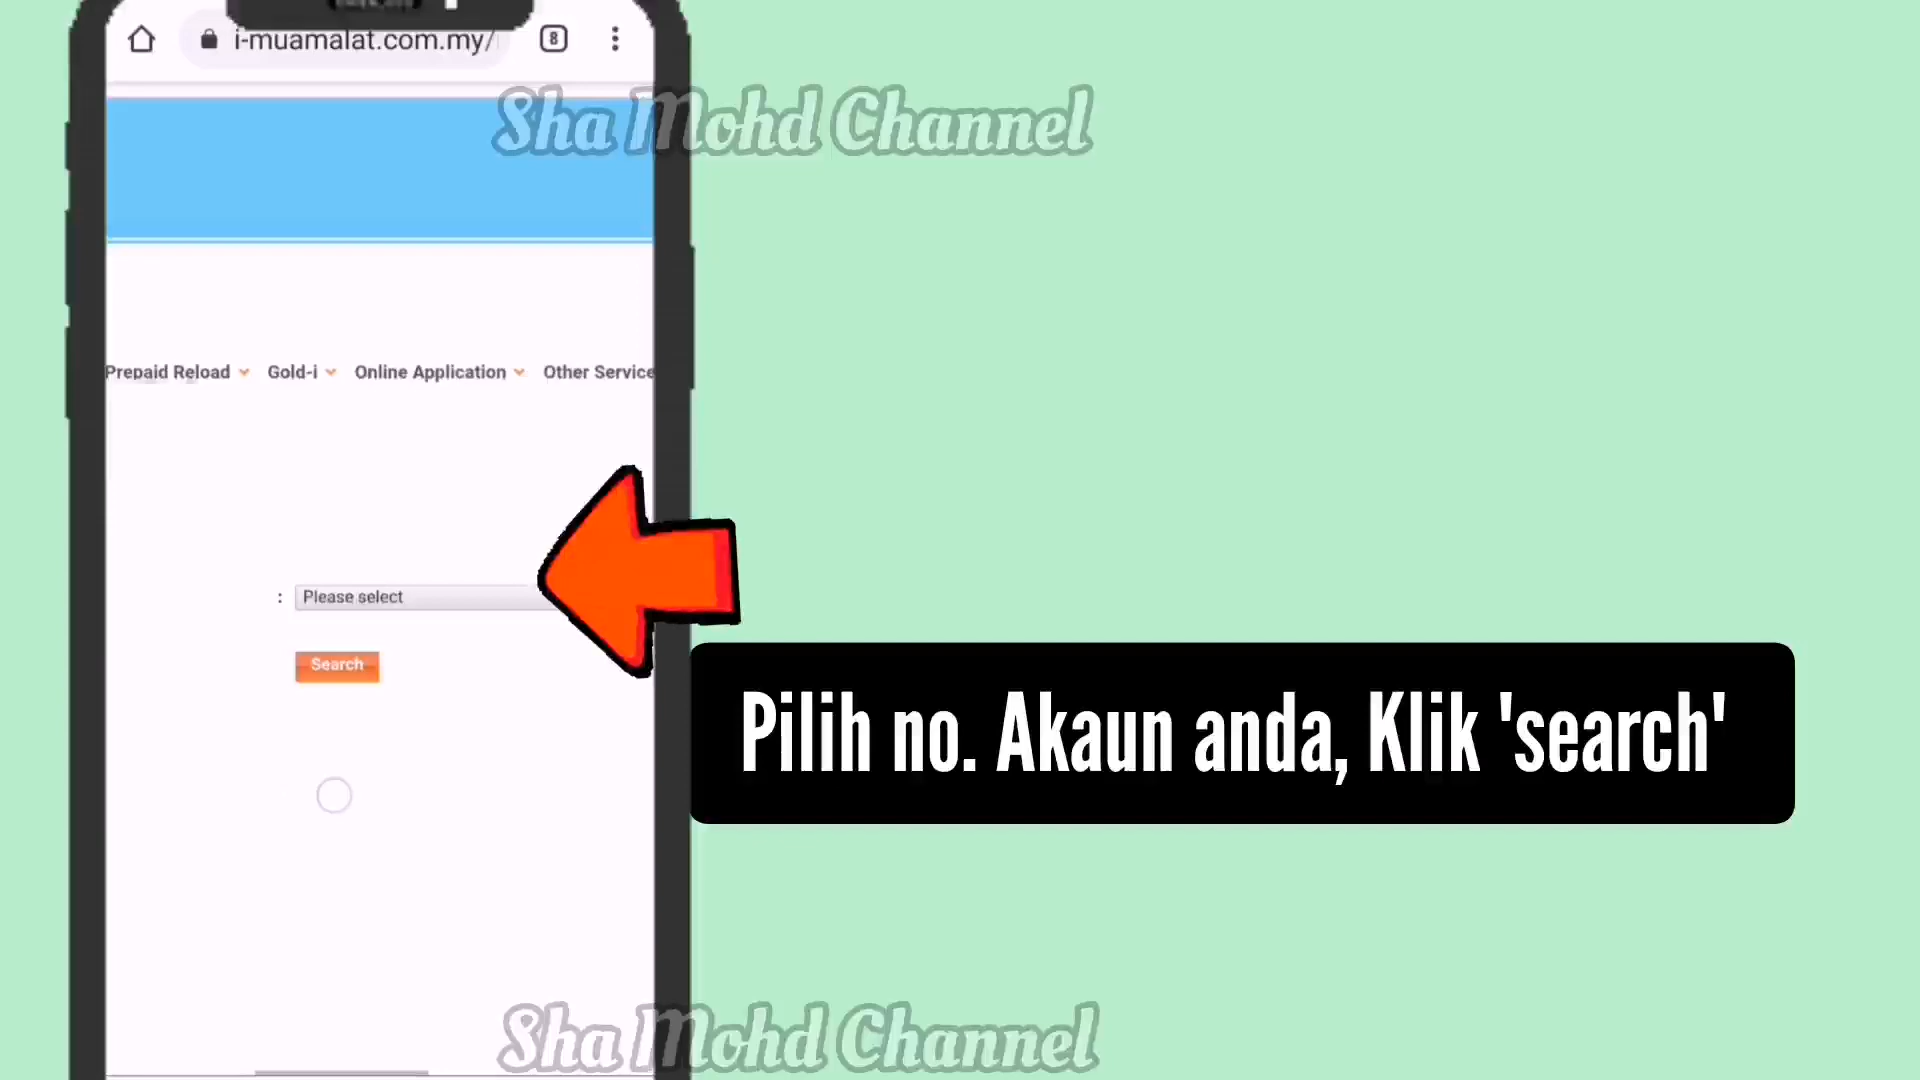 i-muamalat.com.my/
8
Sha Mohd Channel
Prepaid Reload Gold-i Online Application Other Service
: Please select
Search
Pilih no. Akaun anda, Klik 'search'
Sha Mohd Channel